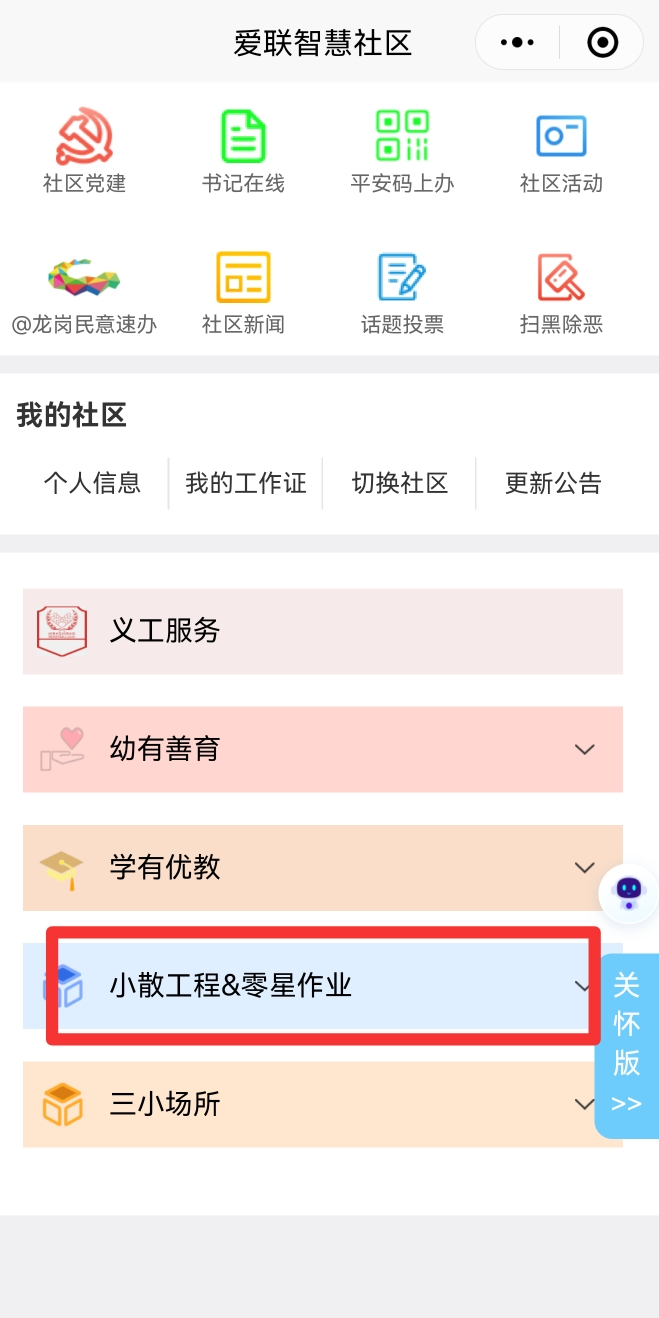 爱联智慧社区
社区党建 书记在线 平安码上办 社区活动
@龙岗民意速办 社区新闻 话题投票 扫黑除恶
我的社区
个人信息 我的工作证 切换社区 更新公告
义工服务
幼有善育
学有优教
小散工程&零星作业
三小场所
关
怀
版
>>